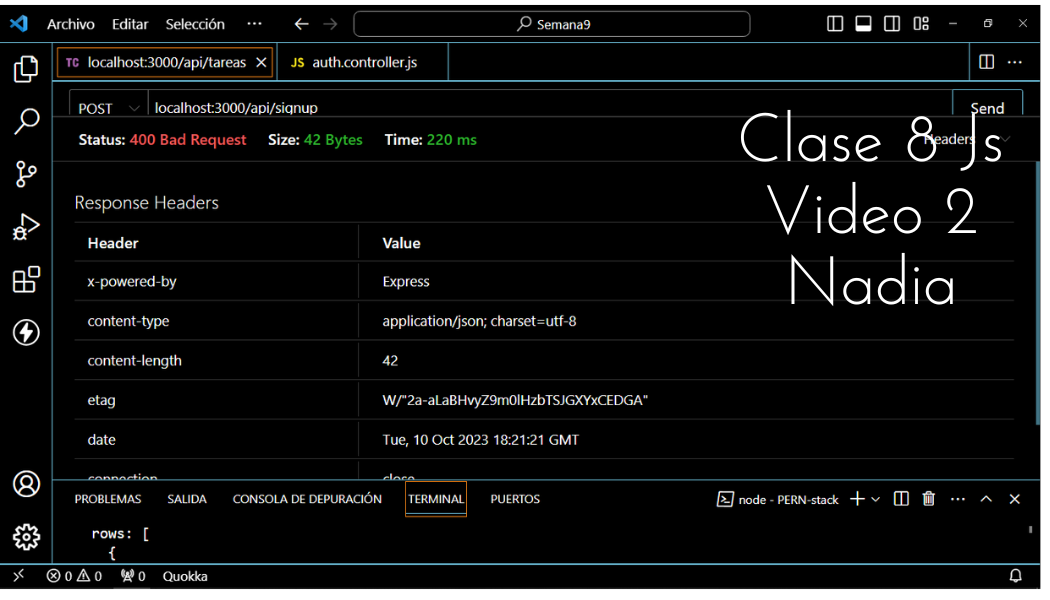 Archivo Editar Selección ··· Semana9
TC localhost:3000/api/tareas JS auth.controller.js
POST localhost:3000/api/signup Send
Status: 400 Bad Request Size: 42 Bytes Time: 220 ms Headers
Clase 8 Js
Video 2
Nadia
Response Headers
Header Value
x-powered-by Express
content-type application/json; charset=utf-8
content-length 42
etag W/"2a-aLaBHvyZ9m0lHzbTSJGXYxCEDGA"
date Tue, 10 Oct 2023 18:21:21 GMT
connection close
PROBLEMAS SALIDA CONSOLA DE DEPURACIÓN TERMINAL PUERTOS node - PERN-stack
rows: [
{
0 0 0 Quokka